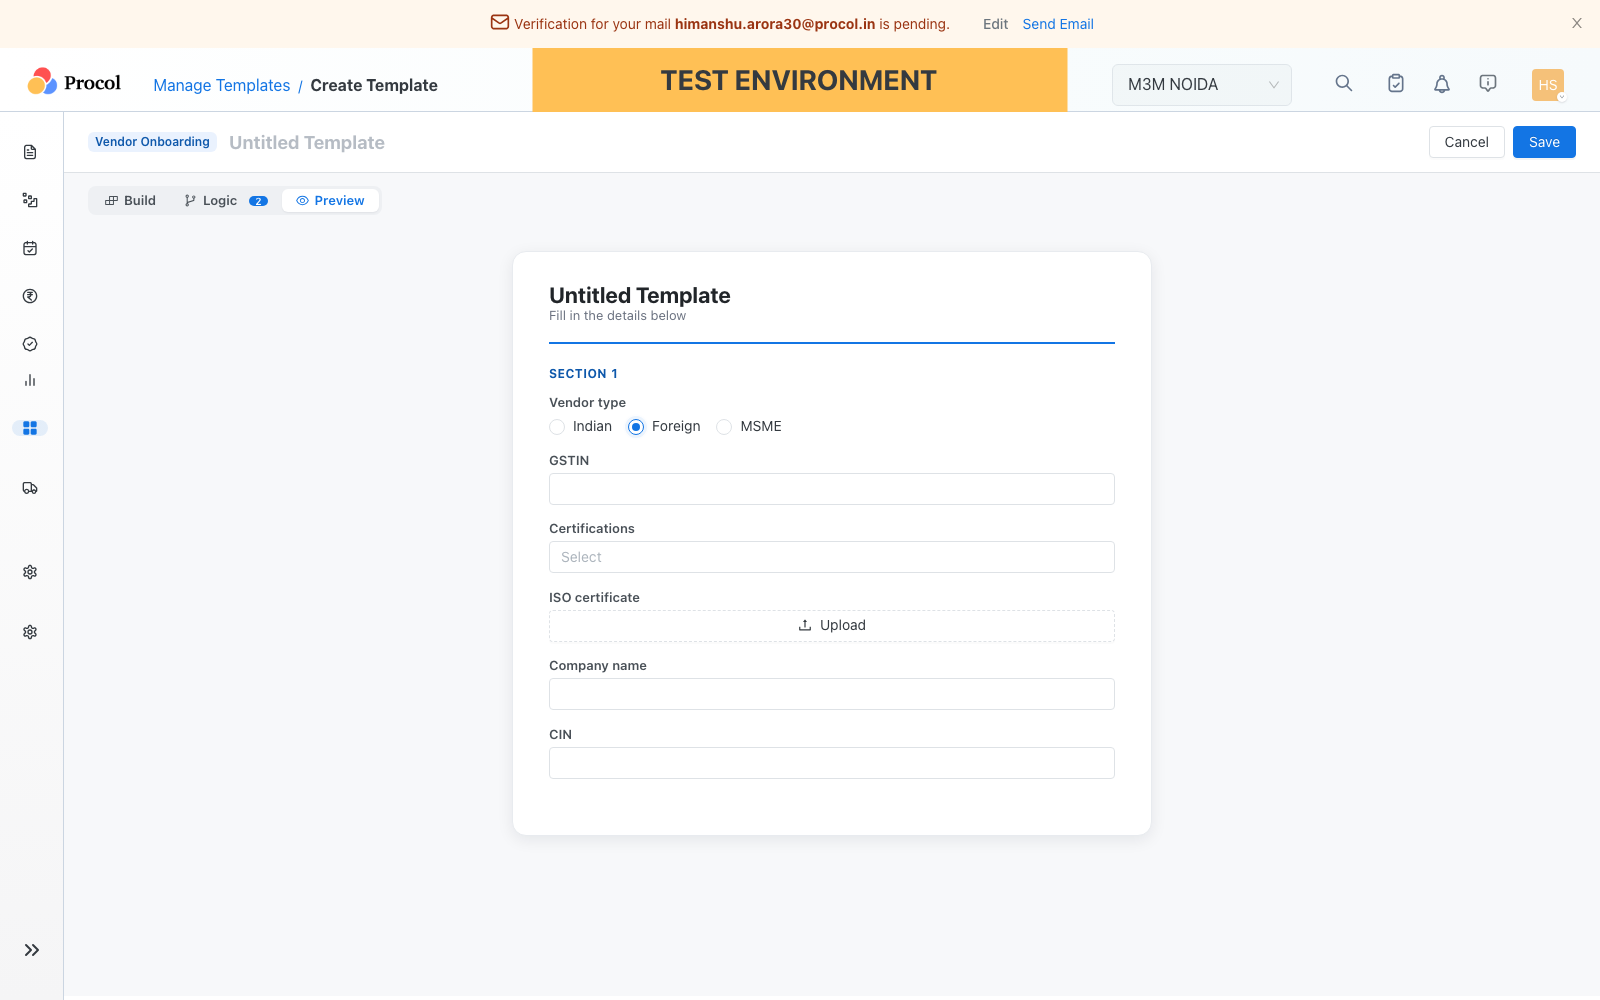 Verification for your mail himanshu.arora30@procol.in is pending. Edit Send Email
Procol
Manage Templates / Create Template
TEST ENVIRONMENT
M3M NOIDA
HS
Vendor Onboarding
Untitled Template
Cancel
Save
Build
Logic 2
Preview
Untitled Template
Fill in the details below
SECTION 1
Vendor type
Indian Foreign MSME
GSTIN
Certifications
Select
ISO certificate
Upload
Company name
CIN